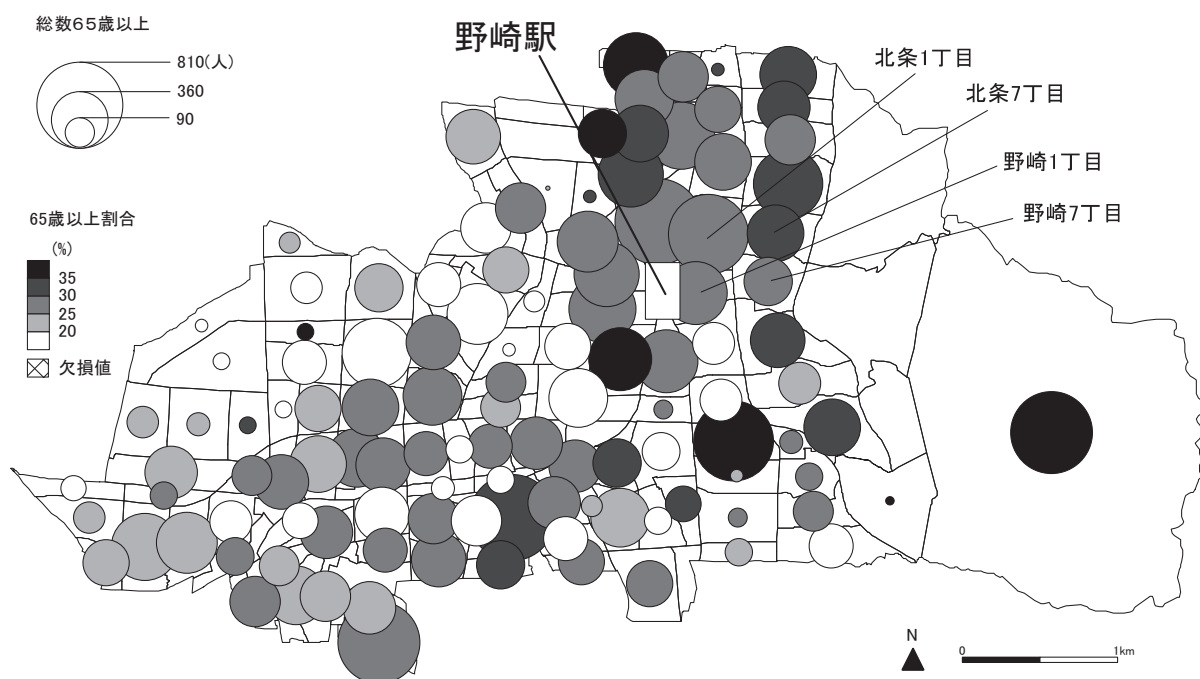 総数65歳以上
810(人)
360
90
野崎駅
北条1丁目
北条7丁目
野崎1丁目
野崎7丁目
65歳以上割合
(%)
35
30
25
20
欠損値
N
0
1km